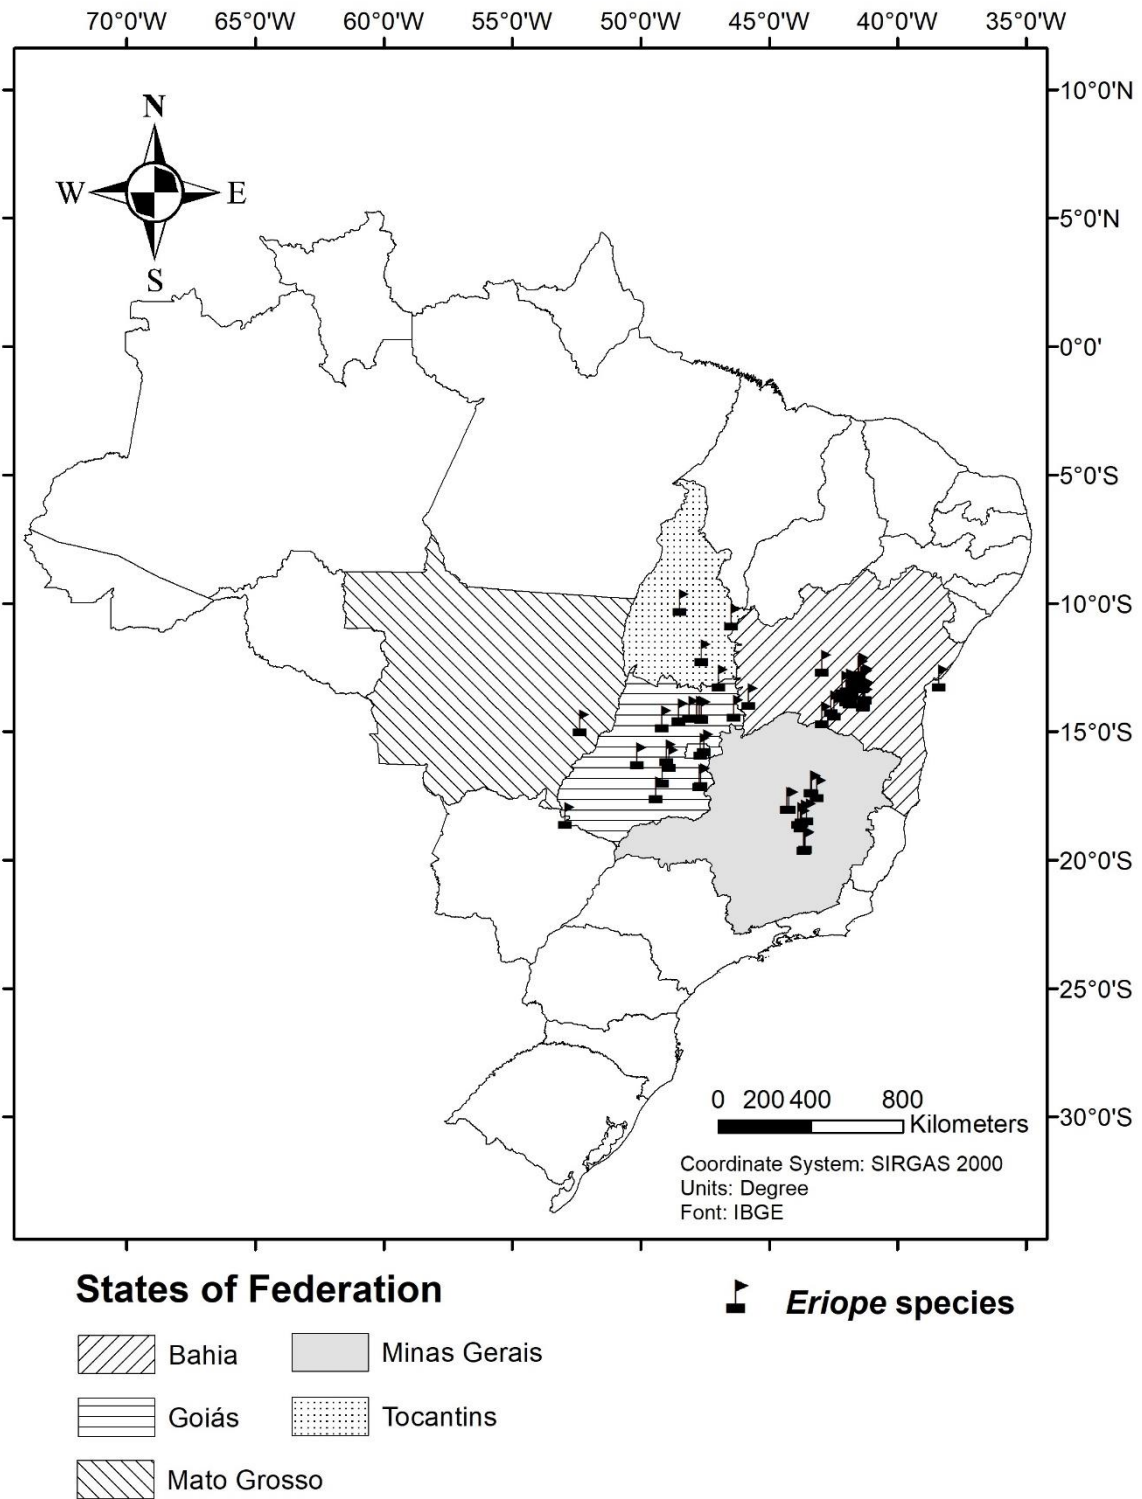 70°0'W 65°0'W 60°0'W 55°0'W 50°0'W 45°0'W 40°0'W 35°0'W
10°0'N
N
W E
S
5°0'N
0°0'
5°0'S
10°0'S
15°0'S
20°0'S
25°0'S
30°0'S
0 200 400 800
Kilometers
Coordinate System: SIRGAS 2000
Units: Degree
Font: IBGE
States of Federation
Eriope species
Bahia
Minas Gerais
Goiás
Tocantins
Mato Grosso